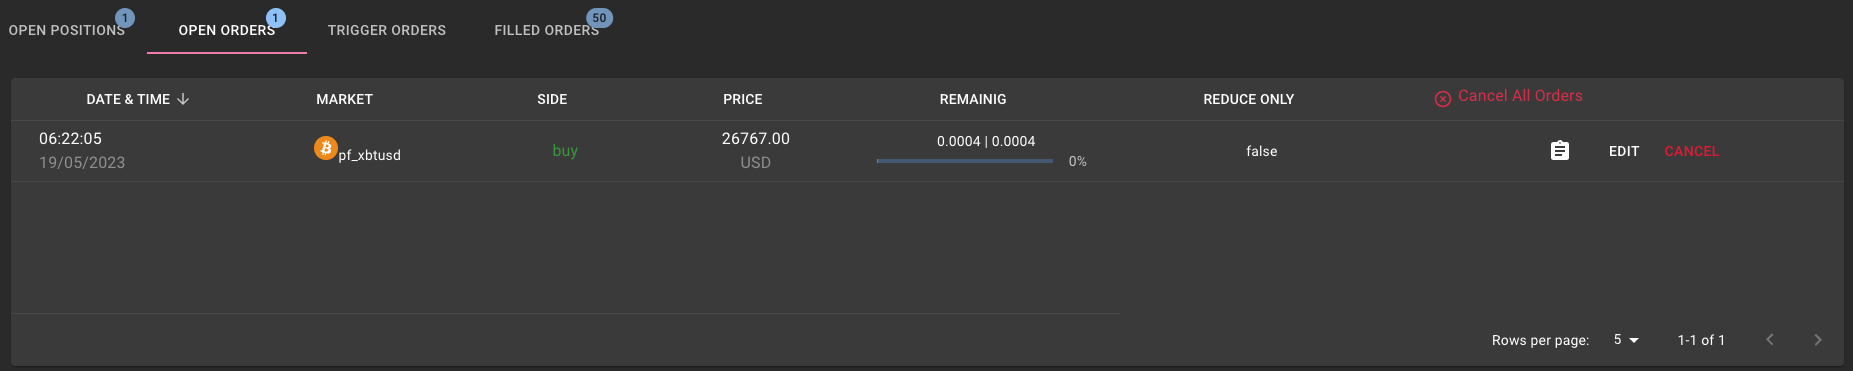 OPEN POSITIONS 1 OPEN ORDERS 1 TRIGGER ORDERS FILLED ORDERS 50
DATE & TIME MARKET SIDE PRICE REMAINIG REDUCE ONLY Cancel All Orders
06:22:05 pf_xbtusd buy 26767.00 0.0004 | 0.0004 false EDIT CANCEL
19/05/2023 USD 0%
Rows per page: 5 1-1 of 1